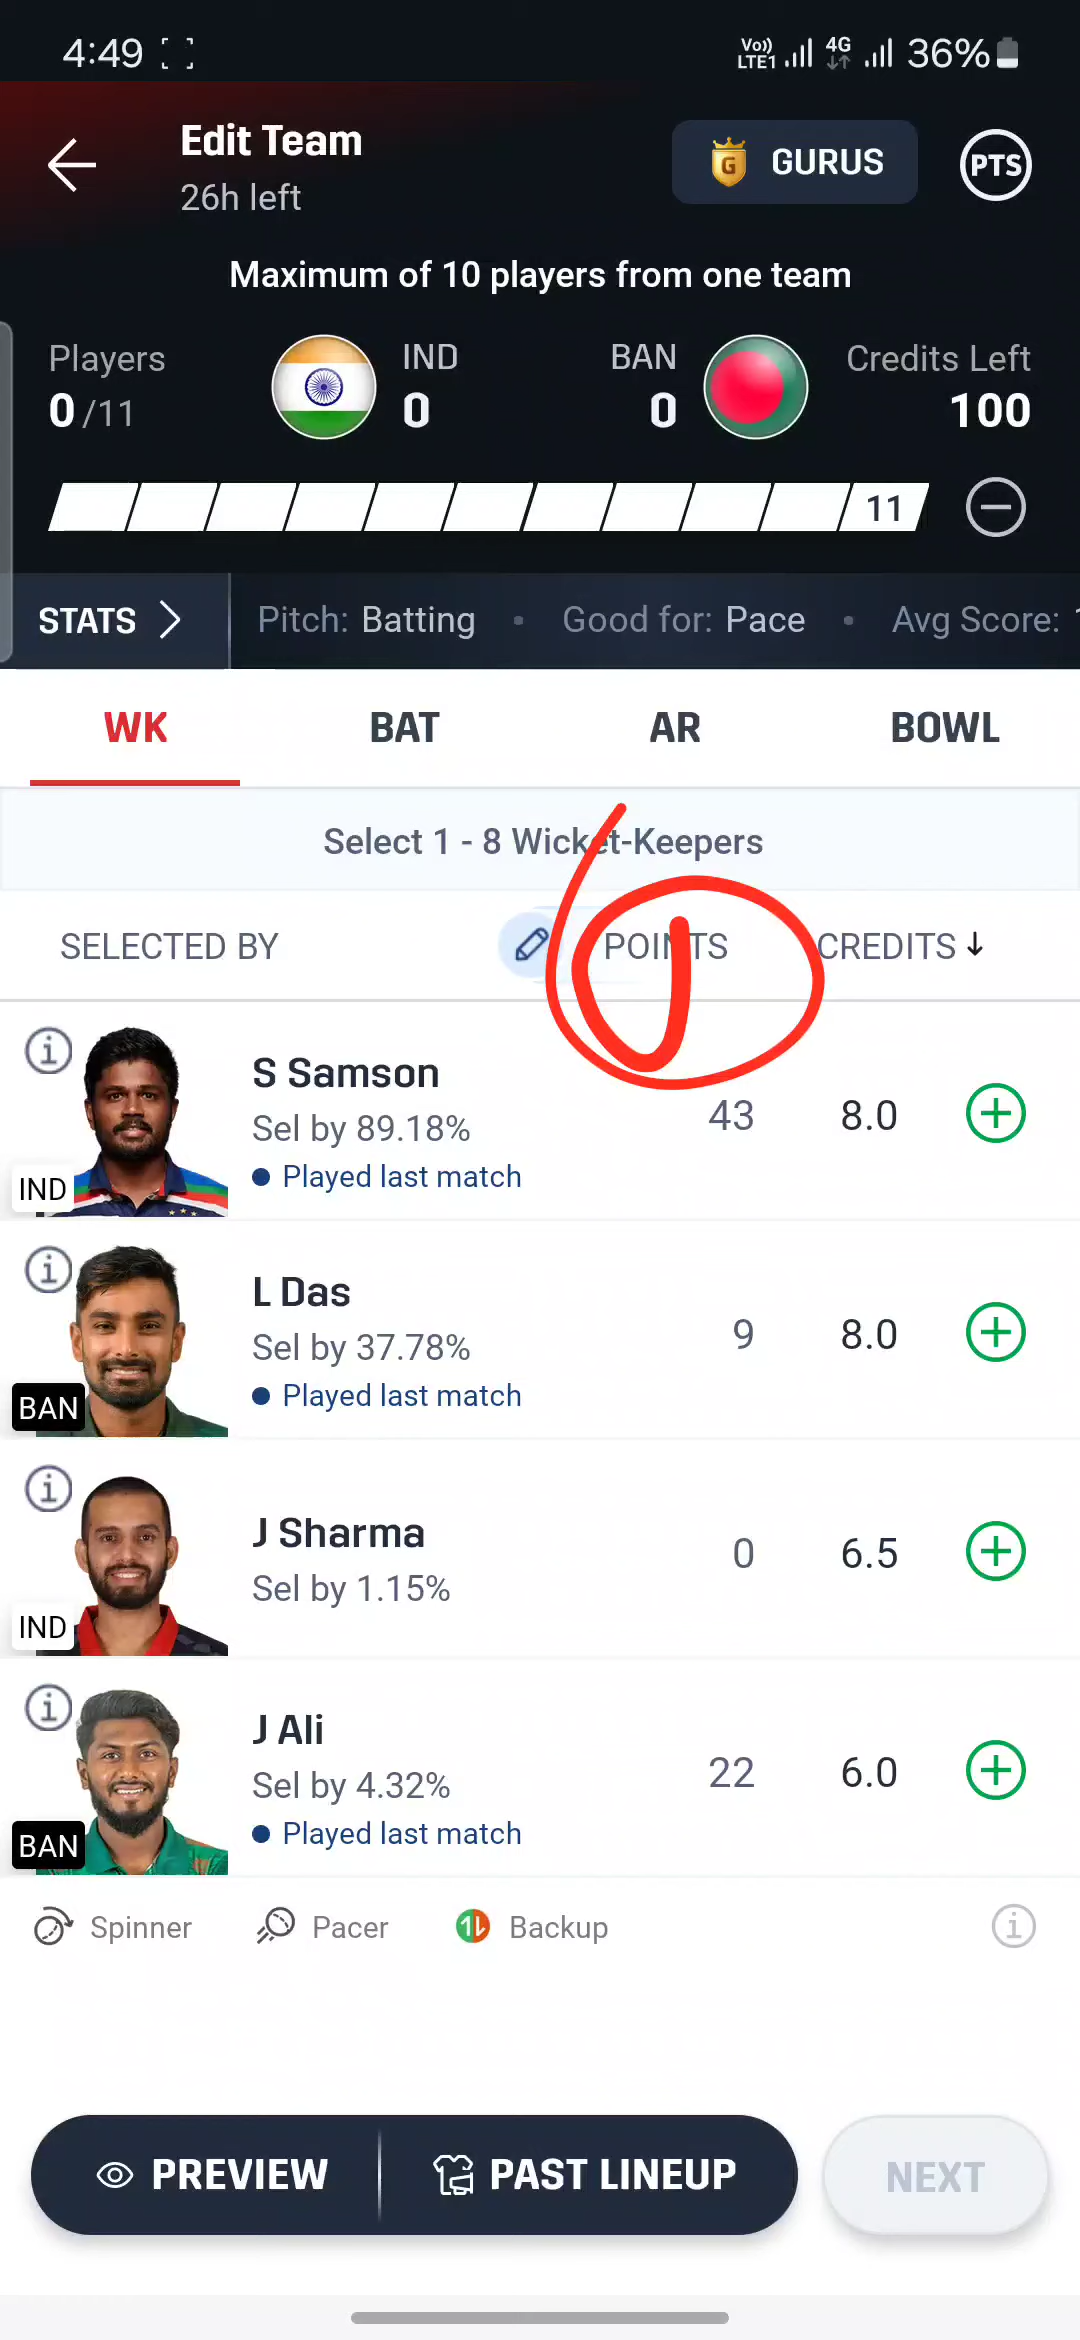 4:49 Vo)) LTE1 4G 36%
Edit Team
26h left
G GURUS
PTS
Maximum of 10 players from one team
Players
0/11
IND
0
BAN
0
Credits Left
100
11
STATS Pitch: Batting • Good for: Pace • Avg Score:
WK BAT AR BOWL
Select 1 - 8 Wicket-Keepers
SELECTED BY POINTS CREDITS ↓
S Samson
Sel by 89.18%
Played last match
IND
43 8.0
L Das
Sel by 37.78%
Played last match
BAN
9 8.0
J Sharma
Sel by 1.15%
IND
0 6.5
J Ali
Sel by 4.32%
Played last match
BAN
22 6.0
Spinner Pacer Backup
PREVIEW PAST LINEUP NEXT